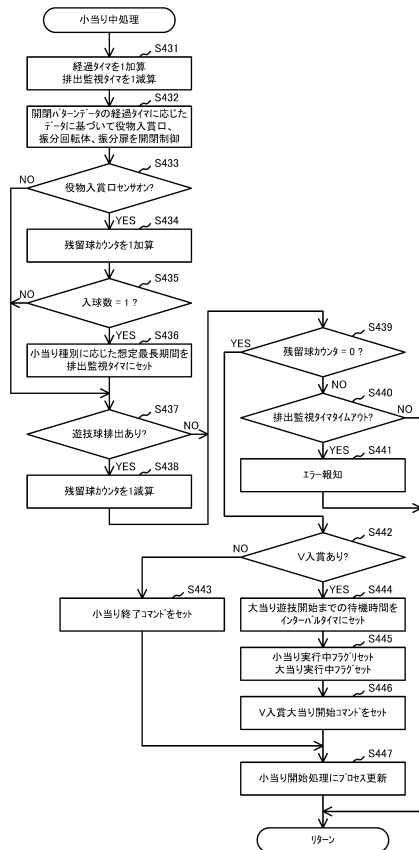 小当り中処理
S431
経過タイマを1加算
排出監視タイマを1減算
S432
開閉パターンデータの経過タイマに応じた
データに基づいて役物入賞口、
振分回転体、振分扉を開閉制御
S433
役物入賞口センサオン?
NO
YES
S434
残留球カウンタを1加算
S435
入球数 = 1 ?
NO
YES
S436
小当り種別に応じた想定最長期間を
排出監視タイマにセット
S437
遊技球排出あり?
NO
YES
S438
残留球カウンタを1減算
S439
残留球カウンタ = 0 ?
YES
NO
S440
排出監視タイマタイムアウト?
NO
YES
S441
エラー報知
S442
V入賞あり?
NO
YES
S443
小当り終了コマンドをセット
S444
大当り遊技開始までの待機時間を
インターバルタイマにセット
S445
小当り実行中フラグリセット
大当り実行中フラグセット
S446
V入賞大当り開始コマンドをセット
S447
小当り開始処理にプロセス更新
リターン